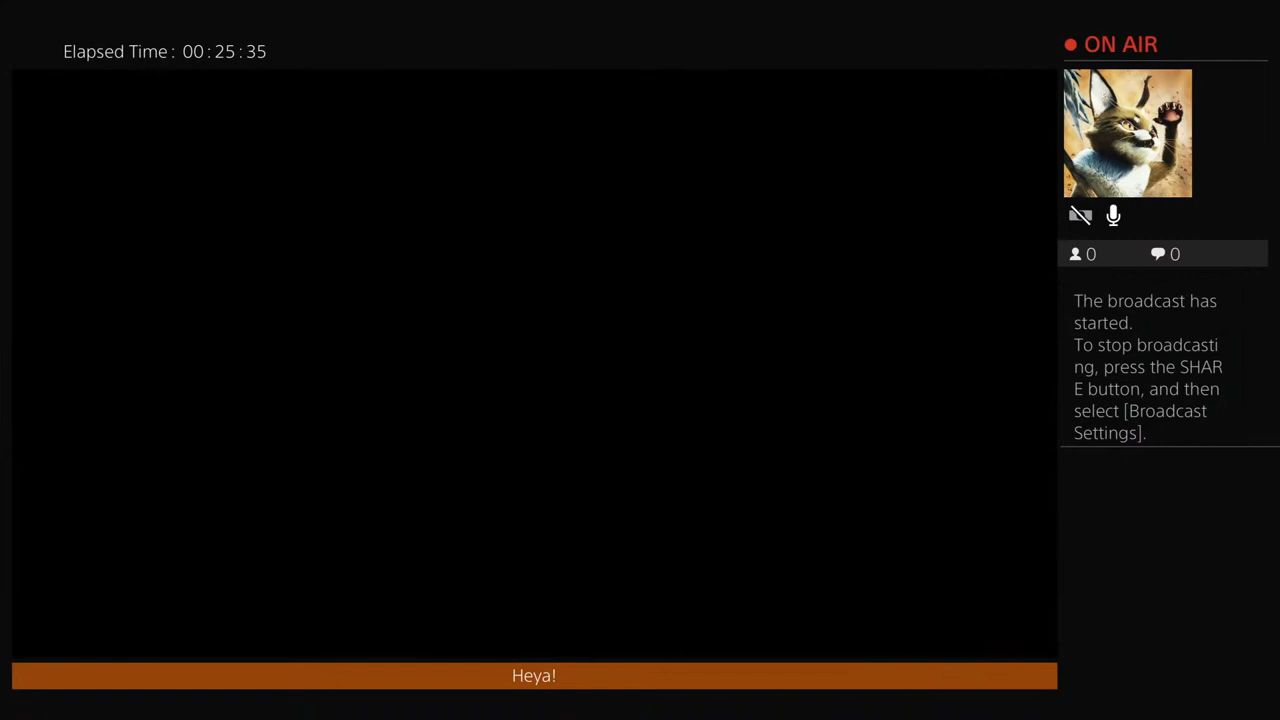 Elapsed Time: 00:25:35
ON AIR
0 0
The broadcast has
started.
To stop broadcasti
ng, press the SHAR
E button, and then
select [Broadcast
Settings].
Heya!